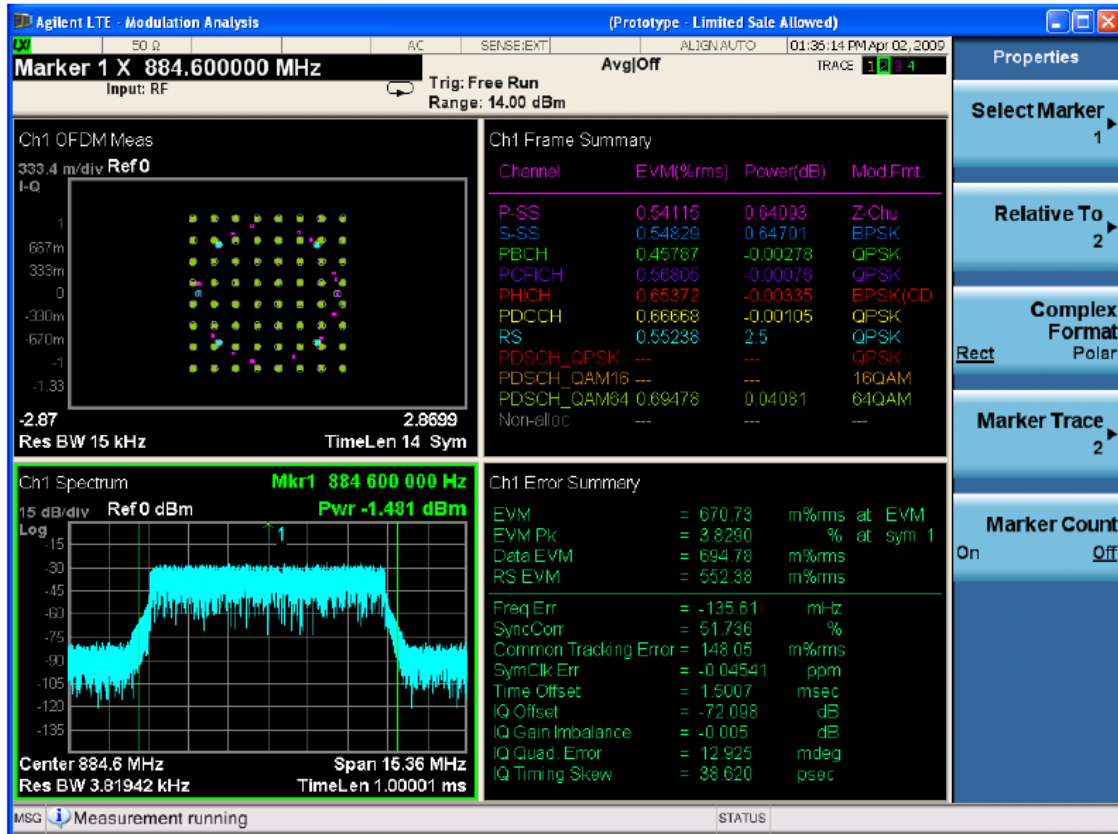 Agilent LTE - Modulation Analysis (Prototype - Limited Sale Allowed)
LXI 50 Ω AC SENSE:EXT ALIGN AUTO 01:36:14 PM Apr 02, 2009
Marker 1 X 884.600000 MHz
Input: RF
Trig: Free Run
Range: 14.00 dBm
Avg|Off
TRACE 1 2 3 4
Ch1 OFDM Meas
333.4 m/div Ref 0
I-Q
1
667m
333m
0
-330m
-670m
-1
-1.33
-2.87 2.8699
Res BW 15 kHz TimeLen 14 Sym
Ch1 Frame Summary
Channel EVM(%rms) Power(dB) Mod.Fmt.
P-SS 0.54115 0.64093 Z-Chu
S-SS 0.54829 0.64701 BPSK
PBCH 0.45787 -0.00278 QPSK
PCFICH 0.56805 -0.00076 QPSK
PHICH 0.65372 -0.00335 BPSK(CD
PDCCH 0.66668 -0.00105 QPSK
RS 0.55238 2.5 QPSK
PDSCH_QPSK --- --- QPSK
PDSCH_QAM16 --- --- 16QAM
PDSCH_QAM64 0.69478 0.04081 64QAM
Non-alloc --- --- ---
Ch1 Spectrum Mkr1 884 600 000 Hz
15 dB/div Ref 0 dBm Pwr -1.481 dBm
Log
1
-15
-30
-45
-60
-75
-90
-105
-120
-135
Center 884.6 MHz Span 15.36 MHz
Res BW 3.81942 kHz TimeLen 1.00001 ms
Ch1 Error Summary
EVM = 670.73 m%rms at EVM
EVM Pk = 3.8290 % at sym 1
Data EVM = 694.78 m%rms
RS EVM = 552.38 m%rms
Freq Err = -135.61 mHz
SyncCorr = 51.736 %
Common Tracking Error = 148.05 m%rms
SymClk Err = -0.04541 ppm
Time Offset = 1.5007 msec
IQ Offset = -72.098 dB
IQ Gain Imbalance = -0.005 dB
IQ Quad. Error = 12.925 mdeg
IQ Timing Skew = 38.620 psec
Properties
Select Marker
1
Relative To
2
Complex
Format
Rect Polar
Marker Trace
2
Marker Count
On Off
MSG Measurement running STATUS